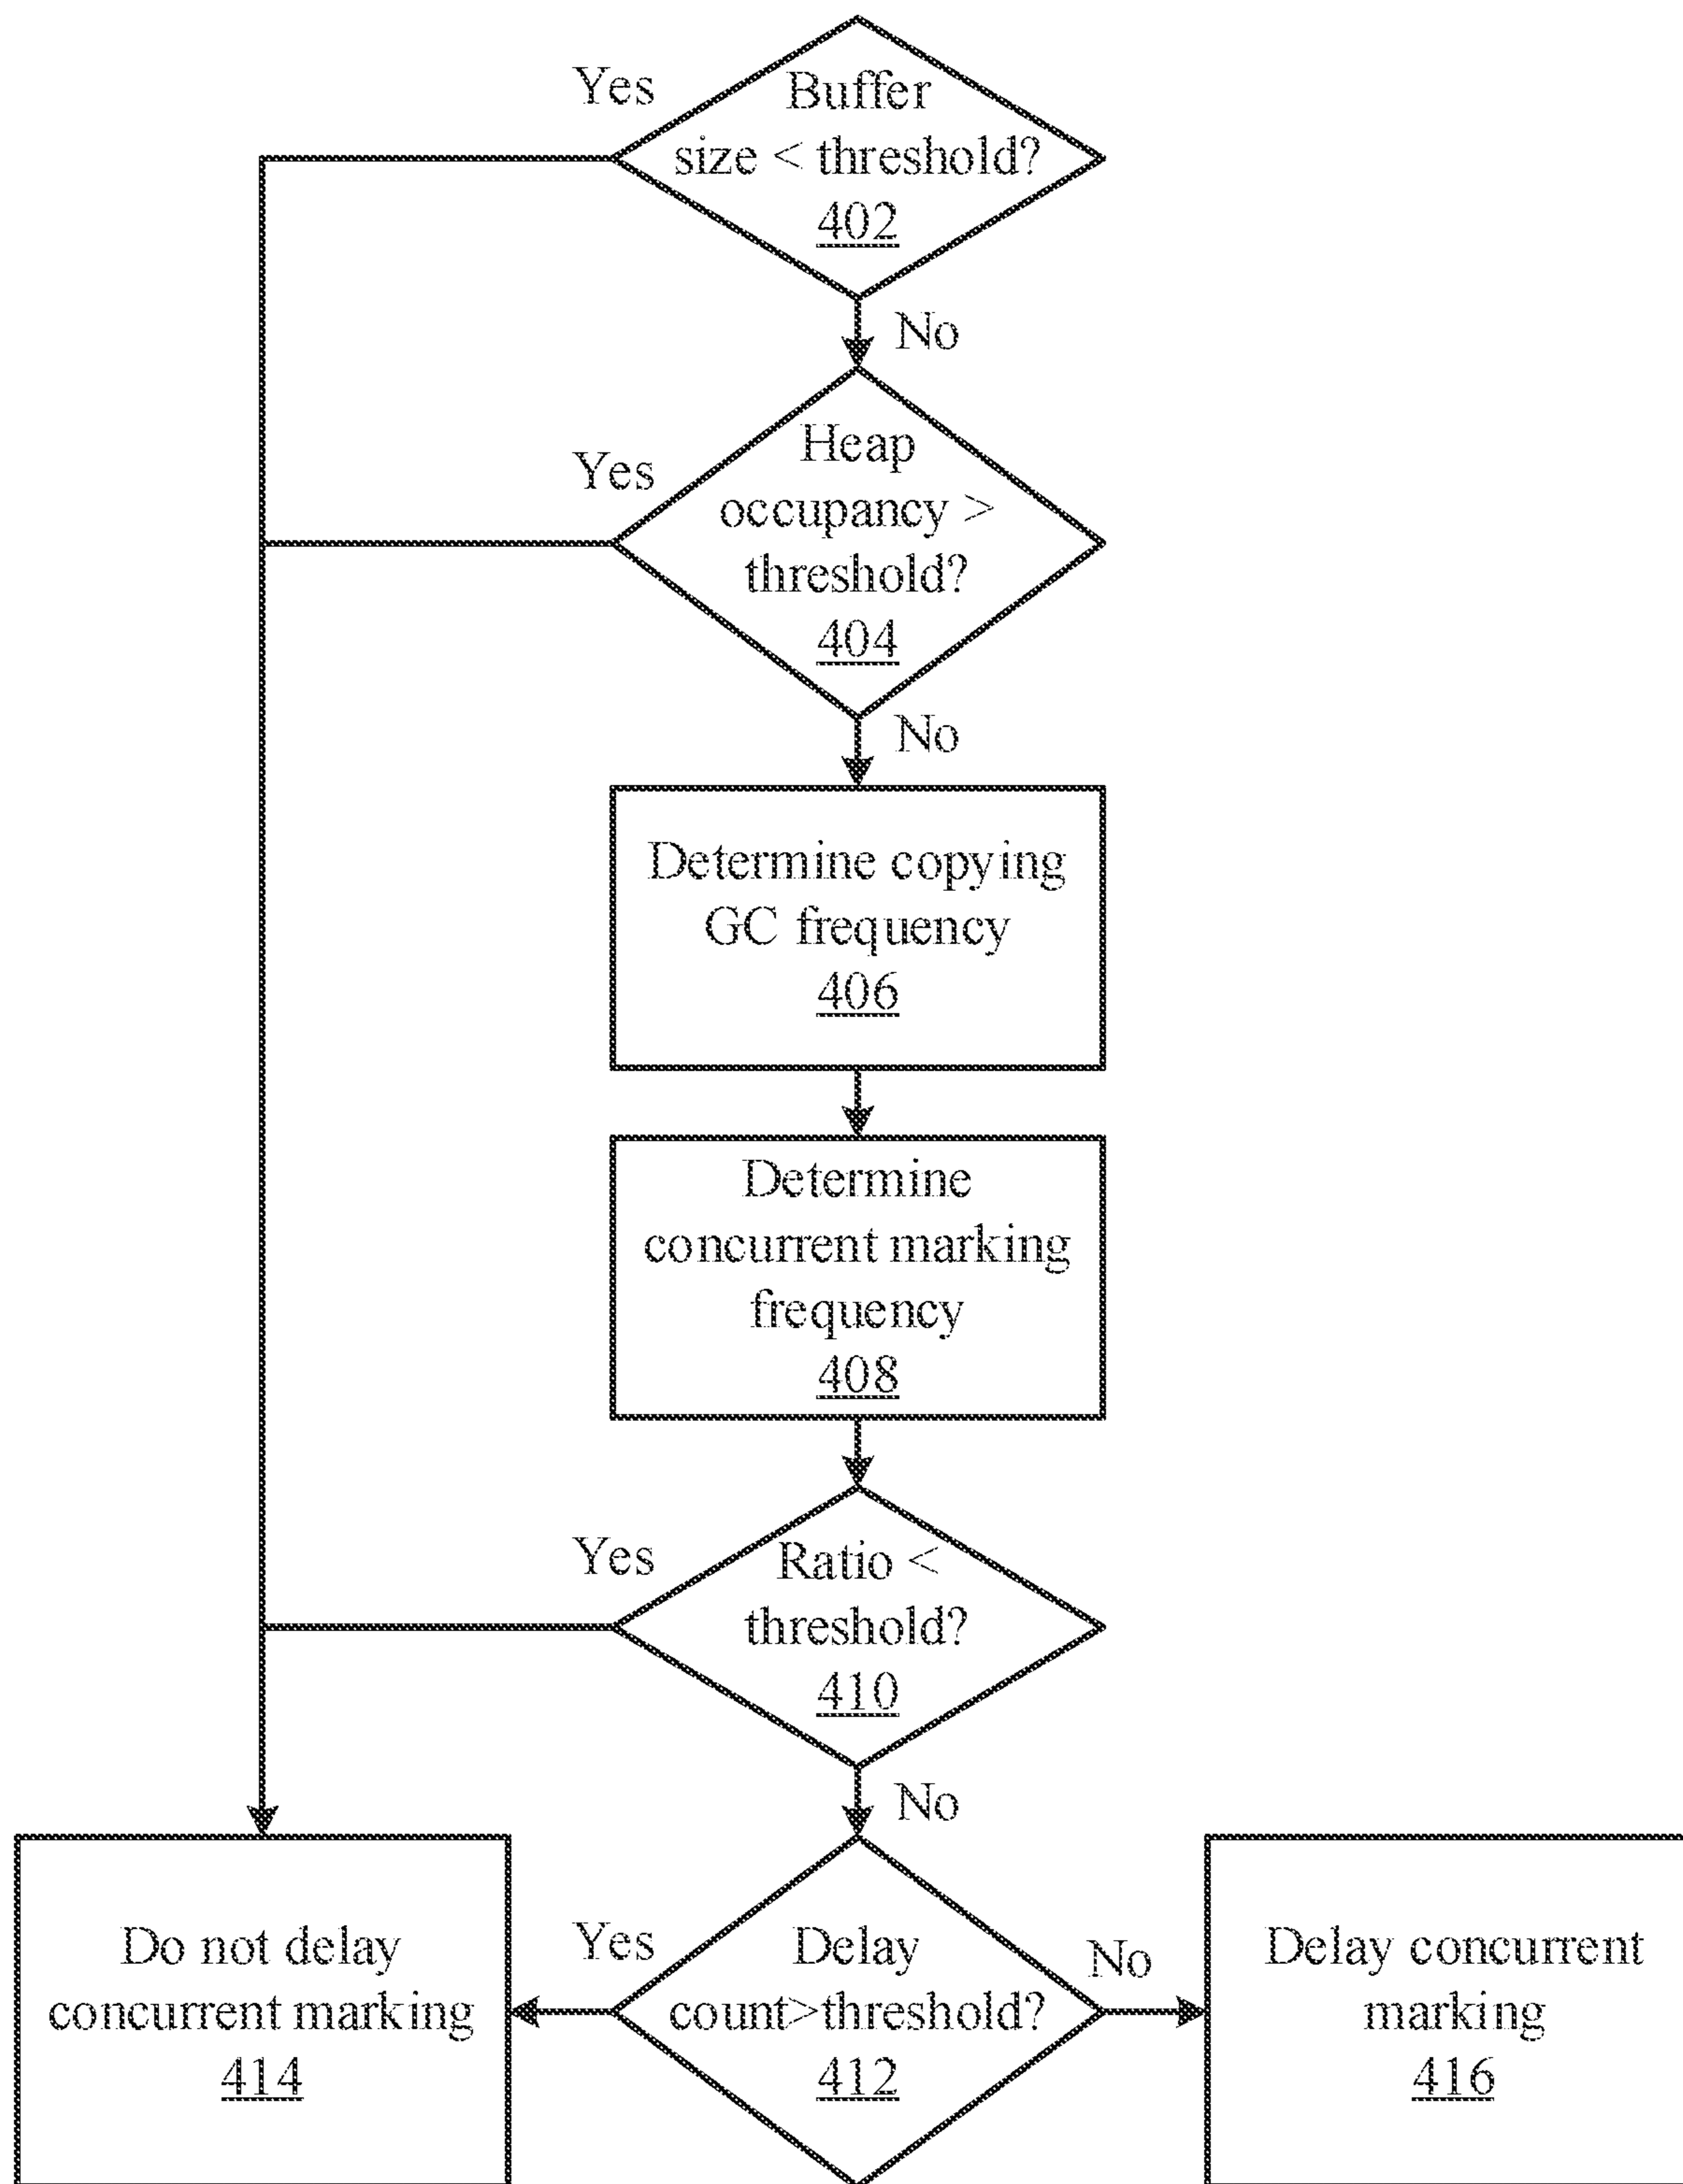 Yes
Buffer
size < threshold?
402
No
Yes
Heap
occupancy >
threshold?
404
No
Determine copying
GC frequency
406
Determine
concurrent marking
frequency
408
Yes
Ratio <
threshold?
410
No
Do not delay
concurrent marking
414
Yes
Delay
count>threshold?
412
No
Delay concurrent
marking
416